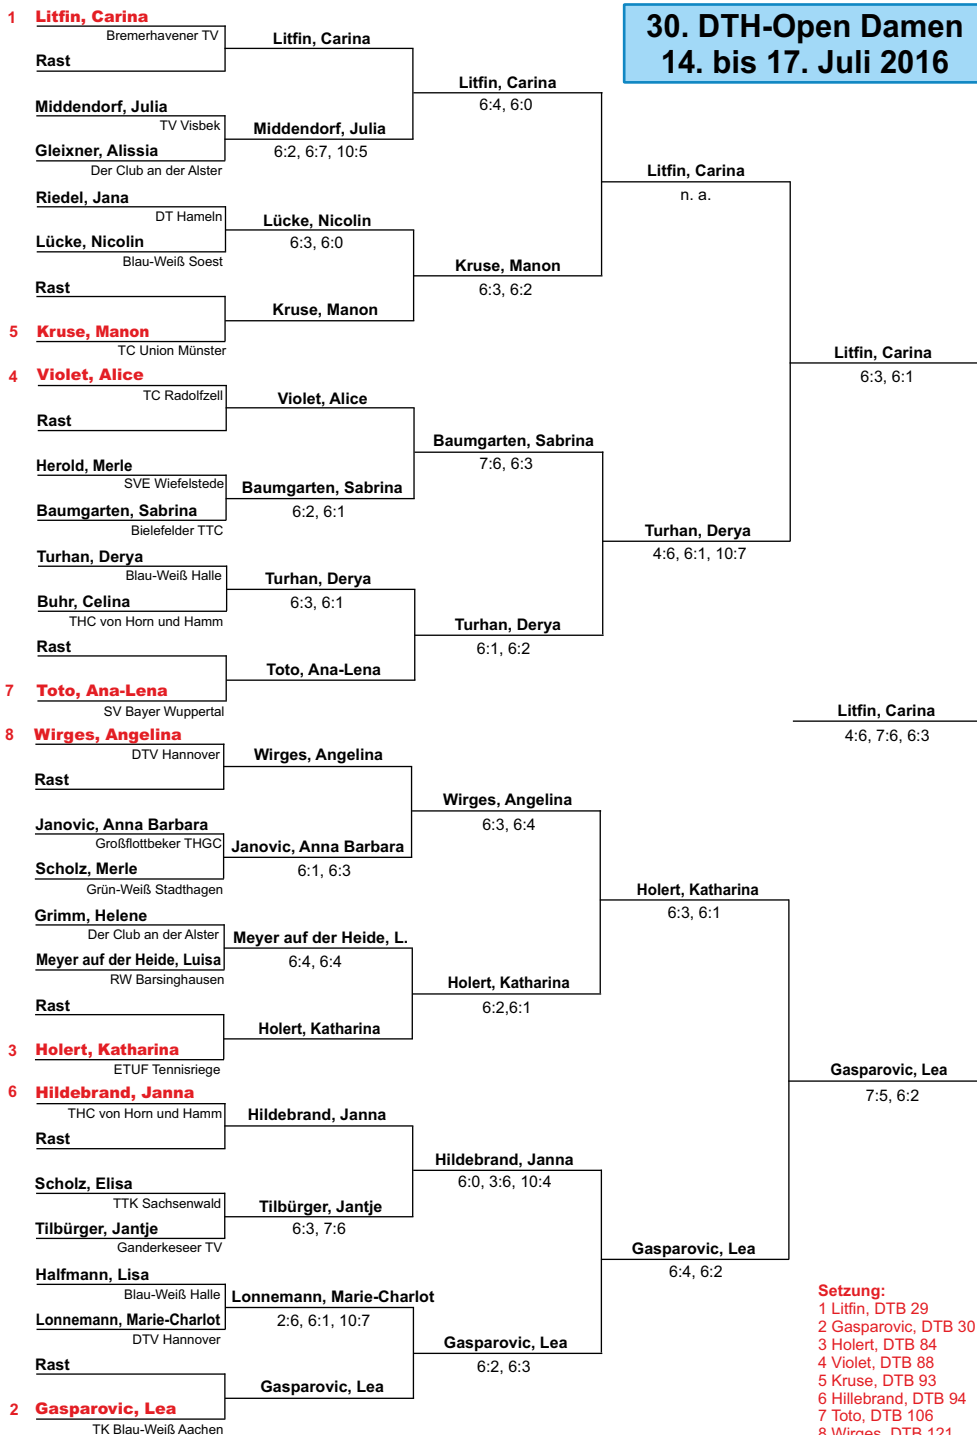 30. DTH-Open Damen
14. bis 17. Juli 2016
1 Litfin, Carina
Bremerhavener TV
Rast
Middendorf, Julia
TV Visbek
Gleixner, Alissia
Der Club an der Alster
Riedel, Jana
DT Hameln
Lücke, Nicolin
Blau-Weiß Soest
Rast
5 Kruse, Manon
TC Union Münster
4 Violet, Alice
TC Radolfzell
Rast
Herold, Merle
SVE Wiefelstede
Baumgarten, Sabrina
Bielefelder TTC
Turhan, Derya
Blau-Weiß Halle
Buhr, Celina
THC von Horn und Hamm
Rast
7 Toto, Ana-Lena
SV Bayer Wuppertal
8 Wirges, Angelina
DTV Hannover
Rast
Janovic, Anna Barbara
Großflottbeker THGC
Scholz, Merle
Grün-Weiß Stadthagen
Grimm, Helene
Der Club an der Alster
Meyer auf der Heide, Luisa
RW Barsinghausen
Rast
3 Holert, Katharina
ETUF Tennisriege
6 Hildebrand, Janna
THC von Horn und Hamm
Rast
Scholz, Elisa
TTK Sachsenwald
Tilbürger, Jantje
Ganderkeseer TV
Halfmann, Lisa
Blau-Weiß Halle
Lonnemann, Marie-Charlot
DTV Hannover
Rast
2 Gasparovic, Lea
TK Blau-Weiß Aachen
Litfin, Carina
Middendorf, Julia
6:2, 6:7, 10:5
Lücke, Nicolin
6:3, 6:0
Kruse, Manon
Violet, Alice
Baumgarten, Sabrina
6:2, 6:1
Turhan, Derya
6:3, 6:1
Toto, Ana-Lena
Wirges, Angelina
Janovic, Anna Barbara
6:1, 6:3
Meyer auf der Heide, L.
6:4, 6:4
Holert, Katharina
Hildebrand, Janna
Tilbürger, Jantje
6:3, 7:6
Lonnemann, Marie-Charlot
2:6, 6:1, 10:7
Gasparovic, Lea
Litfin, Carina
6:4, 6:0
Kruse, Manon
6:3, 6:2
Baumgarten, Sabrina
7:6, 6:3
Turhan, Derya
6:1, 6:2
Wirges, Angelina
6:3, 6:4
Holert, Katharina
6:2,6:1
Hildebrand, Janna
6:0, 3:6, 10:4
Gasparovic, Lea
6:2, 6:3
Litfin, Carina
n. a.
Turhan, Derya
4:6, 6:1, 10:7
Holert, Katharina
6:3, 6:1
Gasparovic, Lea
6:4, 6:2
Litfin, Carina
6:3, 6:1
Gasparovic, Lea
7:5, 6:2
Litfin, Carina
4:6, 7:6, 6:3
Setzung:
1 Litfin, DTB 29
2 Gasparovic, DTB 30
3 Holert, DTB 84
4 Violet, DTB 88
5 Kruse, DTB 93
6 Hillebrand, DTB 94
7 Toto, DTB 106
8 Wirges, DTB 121